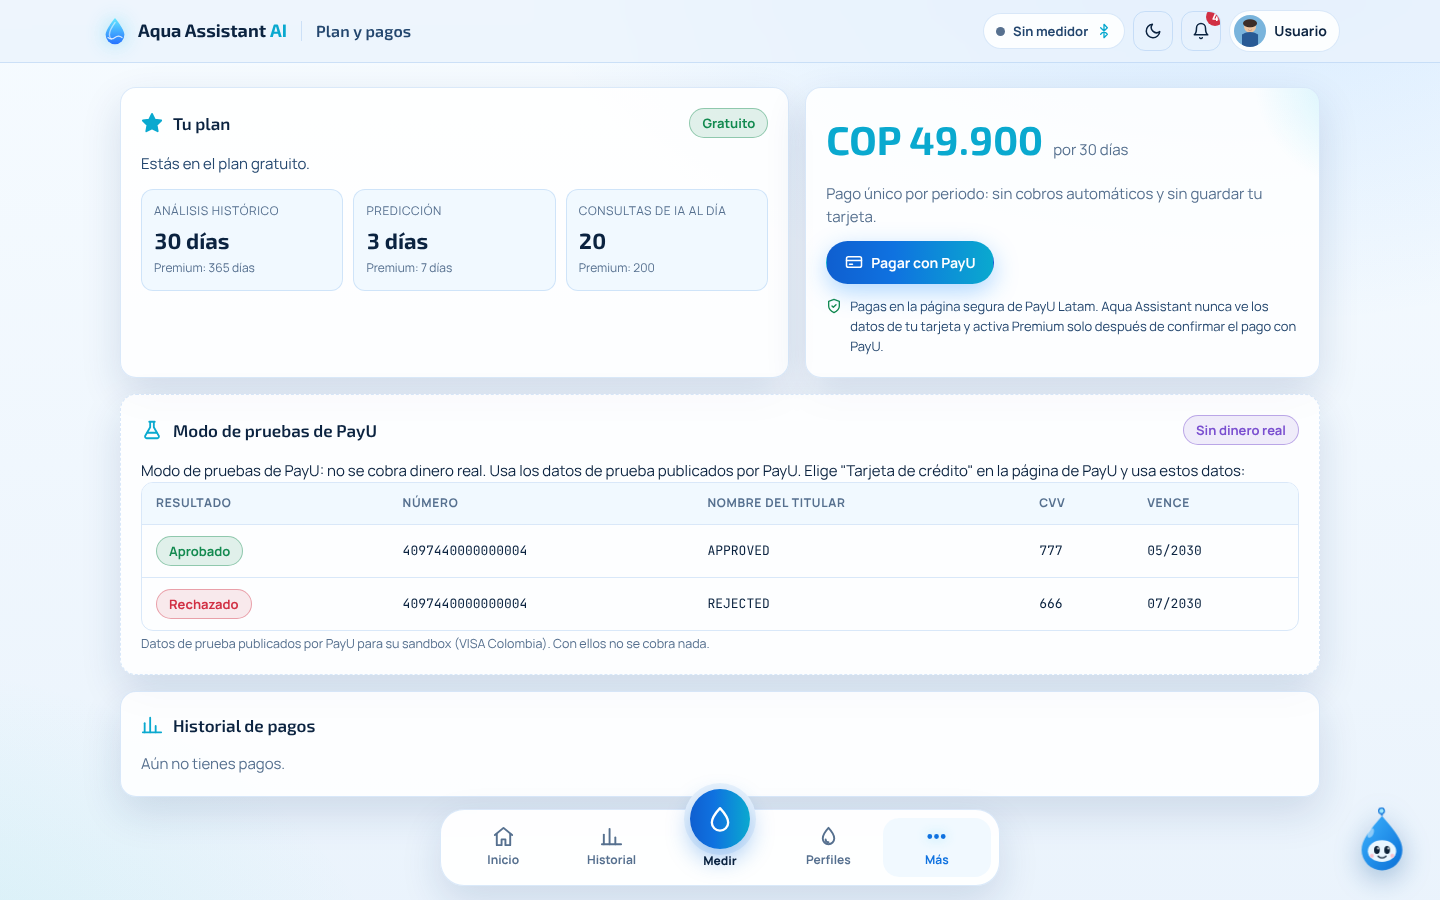 Aqua Assistant AI
Plan y pagos
Sin medidor
4
Usuario
Tu plan
Gratuito
Estás en el plan gratuito.
ANÁLISIS HISTÓRICO
30 días
Premium: 365 días
PREDICCIÓN
3 días
Premium: 7 días
CONSULTAS DE IA AL DÍA
20
Premium: 200
COP 49.900 por 30 días
Pago único por periodo: sin cobros automáticos y sin guardar tu
tarjeta.
Pagar con PayU
Pagas en la página segura de PayU Latam. Aqua Assistant nunca ve los
datos de tu tarjeta y activa Premium solo después de confirmar el pago con
PayU.
Modo de pruebas de PayU
Sin dinero real
Modo de pruebas de PayU: no se cobra dinero real. Usa los datos de prueba publicados por PayU. Elige "Tarjeta de crédito" en la página de PayU y usa estos datos:
RESULTADO NÚMERO NOMBRE DEL TITULAR CVV VENCE
Aprobado 4097440000000004 APPROVED 777 05/2030
Rechazado 4097440000000004 REJECTED 666 07/2030
Datos de prueba publicados por PayU para su sandbox (VISA Colombia). Con ellos no se cobra nada.
Historial de pagos
Aún no tienes pagos.
Inicio
Historial
Medir
Perfiles
Más